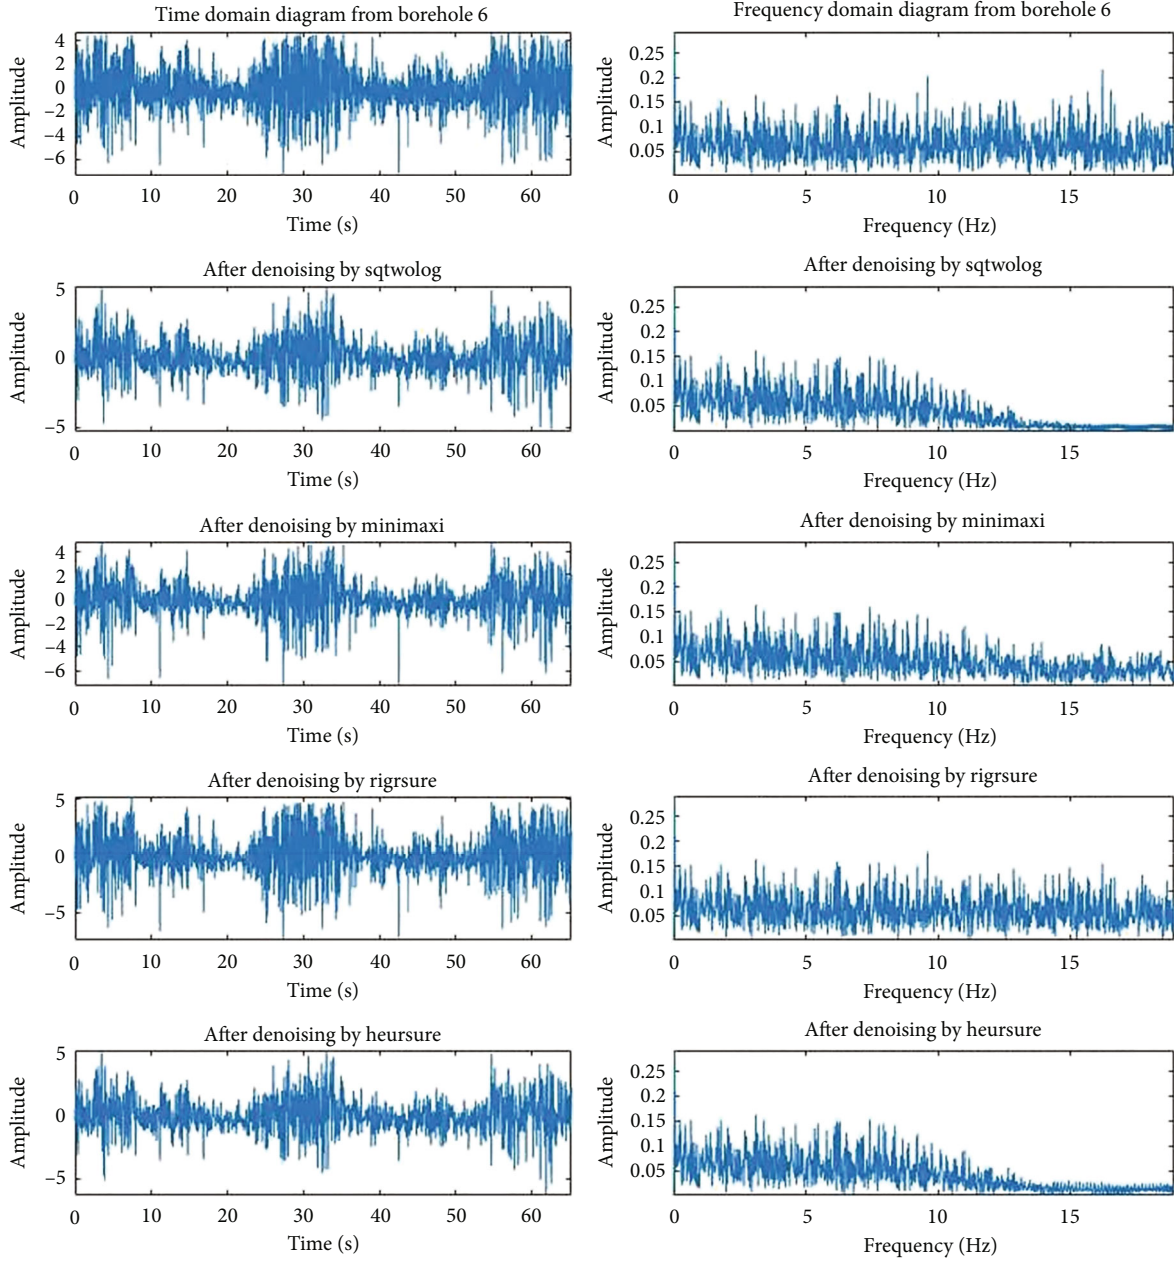 Time domain diagram from borehole 6
Amplitude
4
2
0
−2
−4
−6
0 10 20 30 40 50 60
Time (s)
Frequency domain diagram from borehole 6
Amplitude
0.25
0.2
0.15
0.1
0.05
0 5 10 15
Frequency (Hz)
After denoising by sqtwolog
Amplitude
5
0
−5
0 10 20 30 40 50 60
Time (s)
After denoising by sqtwolog
Amplitude
0.25
0.2
0.15
0.1
0.05
0 5 10 15
Frequency (Hz)
After denoising by minimaxi
Amplitude
4
2
0
−2
−4
−6
0 10 20 30 40 50 60
Time (s)
After denoising by minimaxi
Amplitude
0.25
0.2
0.15
0.1
0.05
0 5 10 15
Frequency (Hz)
After denoising by rigrsure
Amplitude
5
0
−5
0 10 20 30 40 50 60
Time (s)
After denoising by rigrsure
Amplitude
0.25
0.2
0.15
0.1
0.05
0 5 10 15
Frequency (Hz)
After denoising by heursure
Amplitude
5
0
−5
0 10 20 30 40 50 60
Time (s)
After denoising by heursure
Amplitude
0.25
0.2
0.15
0.1
0.05
0 5 10 15
Frequency (Hz)